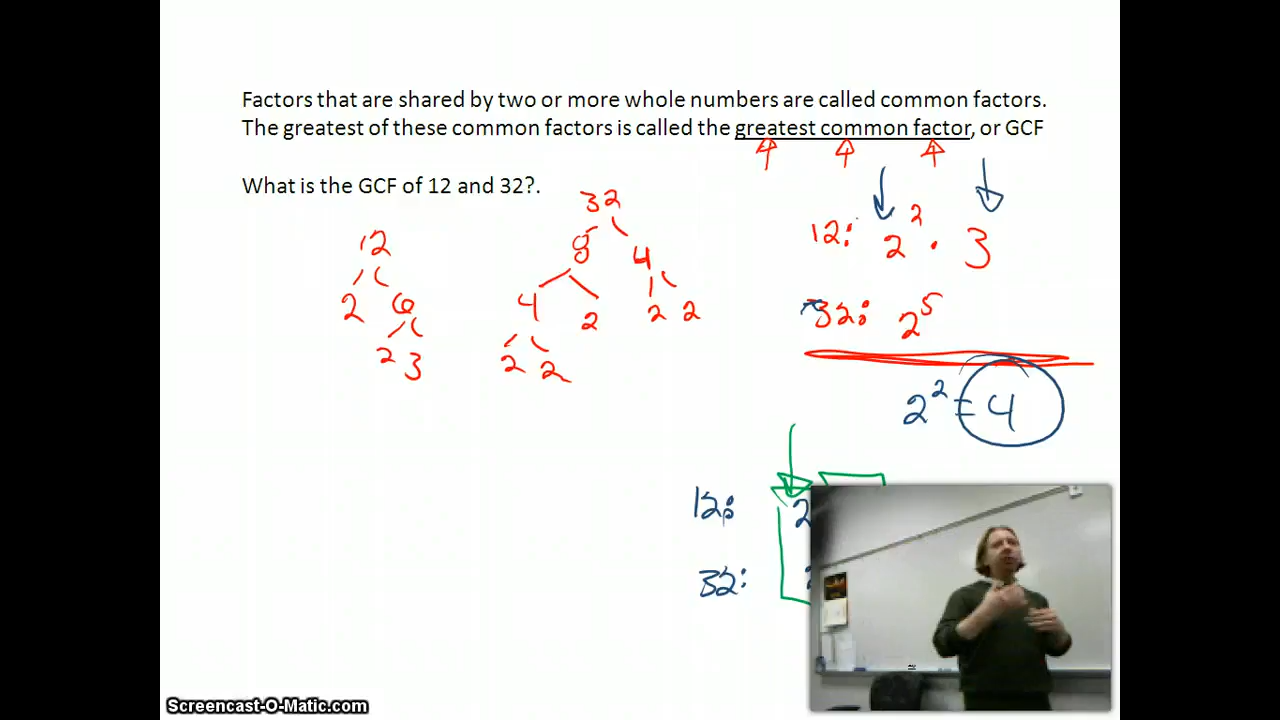 Factors that are shared by two or more whole numbers are called common factors.
The greatest of these common factors is called the greatest common factor, or GCF
What is the GCF of 12 and 32?.
12
2 6
2 3
32
8 4
4 2 2 2
2 2
12: 2² · 3
32: 2⁵
2² = 4
12: 2
32:
Screencast-O-Matic.com